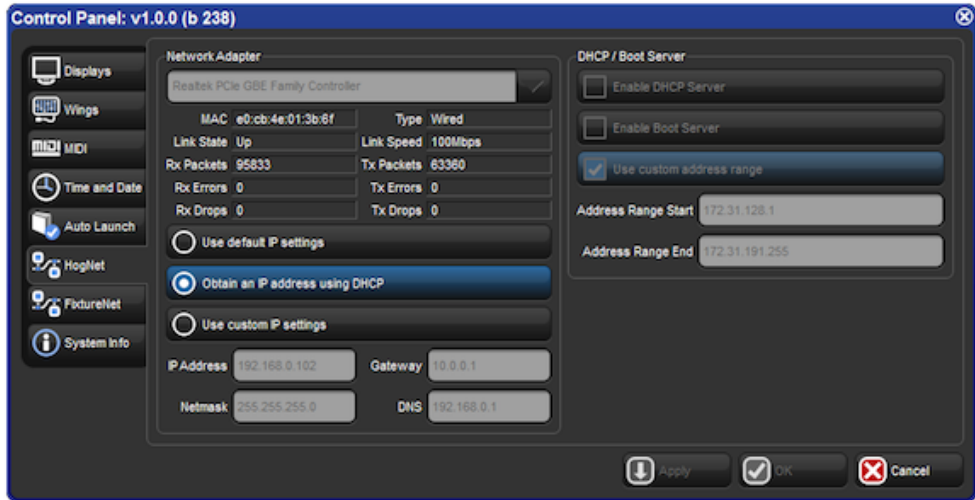 Control Panel: v1.0.0 (b 238)
Displays
Wings
MIDI MIDI
Time and Date
Auto Launch
HogNet
FixtureNet
System Info
Network Adapter
Realtek PCIe GBE Family Controller
MAC e0:cb:4e:01:3b:6f Type Wired
Link State Up Link Speed 100Mbps
Rx Packets 95833 Tx Packets 63360
Rx Errors 0 Tx Errors 0
Rx Drops 0 Tx Drops 0
Use default IP settings
Obtain an IP address using DHCP
Use custom IP settings
IP Address 192.168.0.102 Gateway 10.0.0.1
Netmask 255.255.255.0 DNS 192.168.0.1
DHCP / Boot Server
Enable DHCP Server
Enable Boot Server
Use custom address range
Address Range Start 172.31.128.1
Address Range End 172.31.191.255
Apply OK Cancel